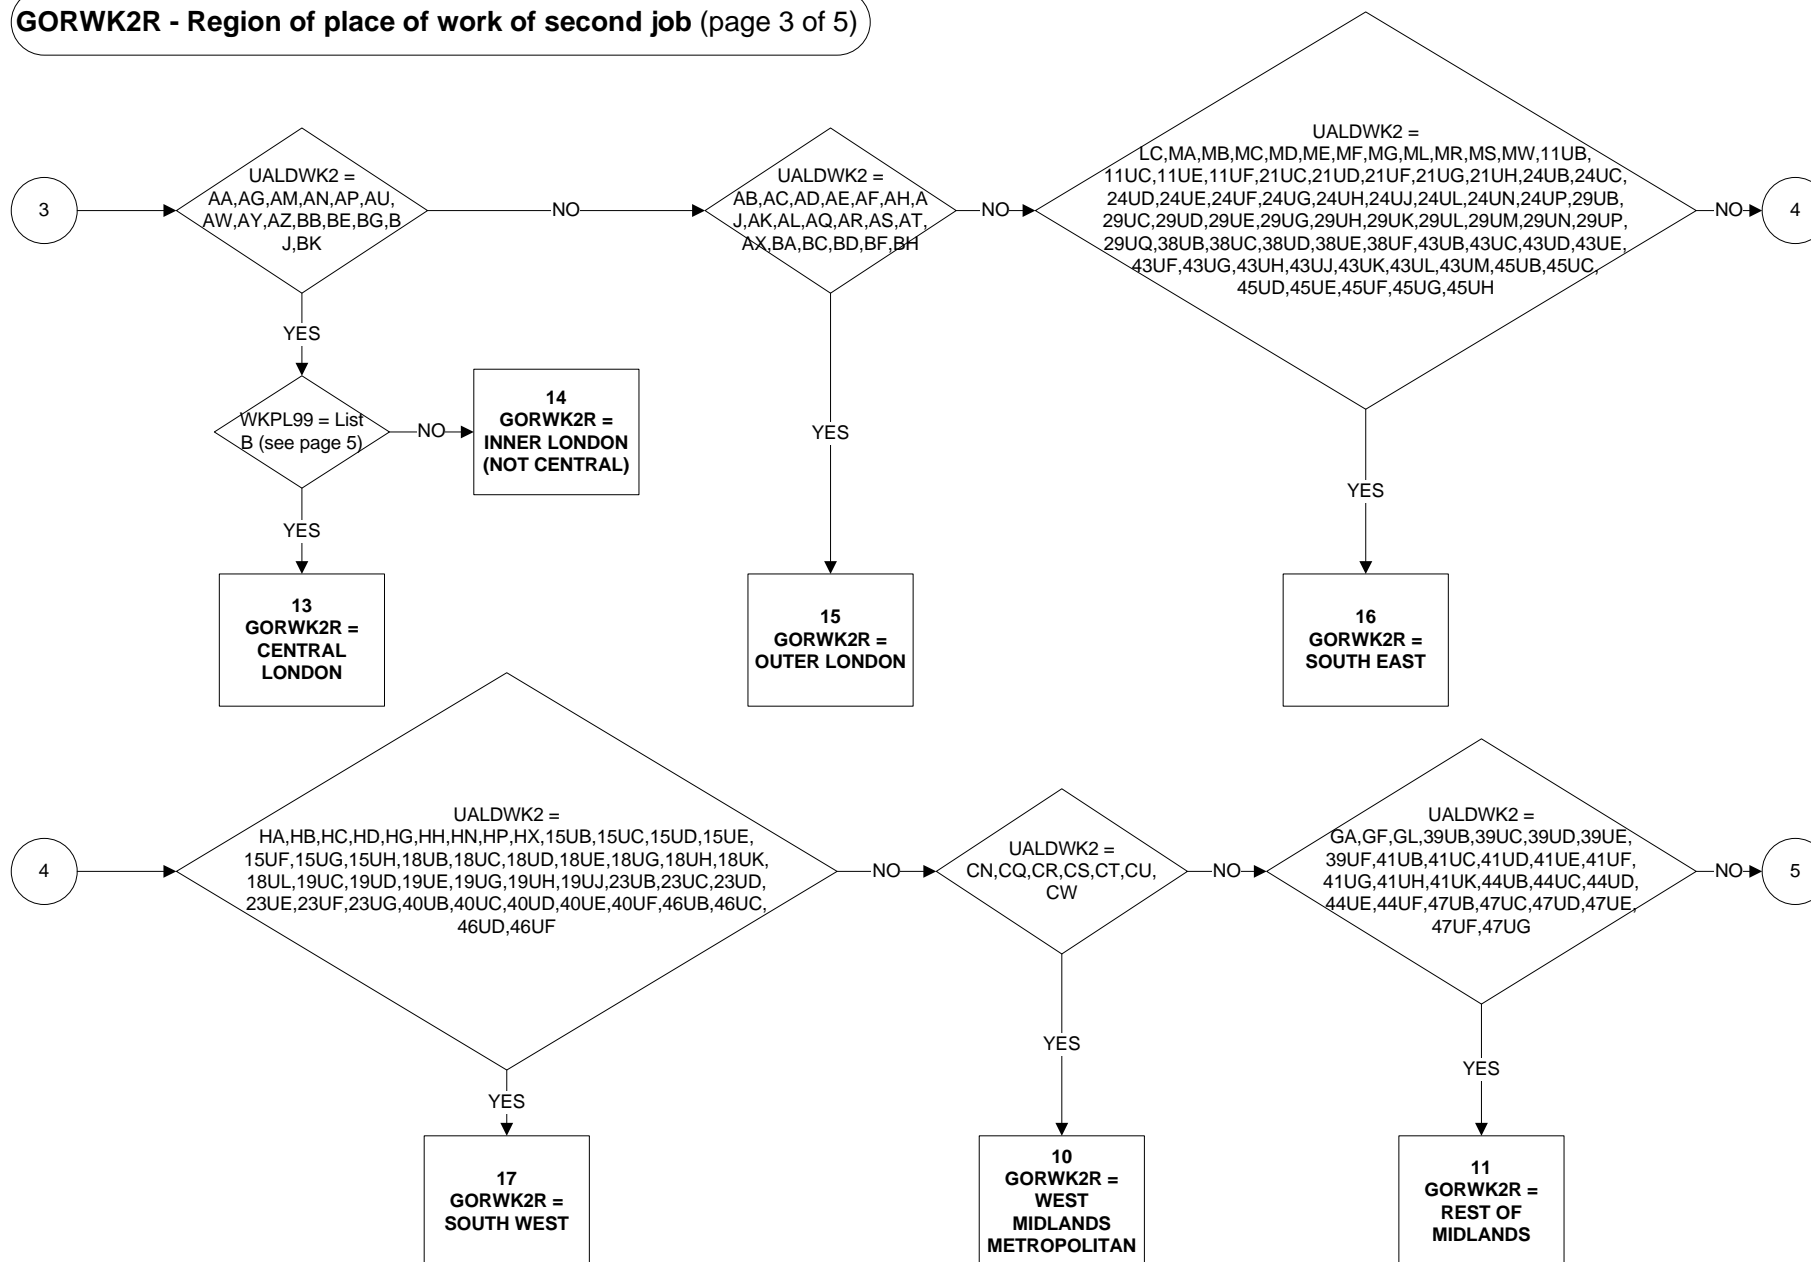 GORWK2R - Region of place of work of second job (page 3 of 5)
3
UALDWK2 =
AA,AG,AM,AN,AP,AU,
AW,AY,AZ,BB,BE,BG,B
J,BK
NO
UALDWK2 =
AB,AC,AD,AE,AF,AH,A
J,AK,AL,AQ,AR,AS,AT,
AX,BA,BC,BD,BF,BH
NO
UALDWK2 =
LC,MA,MB,MC,MD,ME,MF,MG,ML,MR,MS,MW,11UB,
11UC,11UE,11UF,21UC,21UD,21UF,21UG,21UH,24UB,24UC,
24UD,24UE,24UF,24UG,24UH,24UJ,24UL,24UN,24UP,29UB,
29UC,29UD,29UE,29UG,29UH,29UK,29UL,29UM,29UN,29UP,
29UQ,38UB,38UC,38UD,38UE,38UF,43UB,43UC,43UD,43UE,
43UF,43UG,43UH,43UJ,43UK,43UL,43UM,45UB,45UC,
45UD,45UE,45UF,45UG,45UH
NO
4
YES
WKPL99 = List
B (see page 5)
NO
14
GORWK2R =
INNER LONDON
(NOT CENTRAL)
YES
YES
YES
13
GORWK2R =
CENTRAL
LONDON
15
GORWK2R =
OUTER LONDON
16
GORWK2R =
SOUTH EAST
4
UALDWK2 =
HA,HB,HC,HD,HG,HH,HN,HP,HX,15UB,15UC,15UD,15UE,
15UF,15UG,15UH,18UB,18UC,18UD,18UE,18UG,18UH,18UK,
18UL,19UC,19UD,19UE,19UG,19UH,19UJ,23UB,23UC,23UD,
23UE,23UF,23UG,40UB,40UC,40UD,40UE,40UF,46UB,46UC,
46UD,46UF
NO
UALDWK2 =
CN,CQ,CR,CS,CT,CU,
CW
NO
UALDWK2 =
GA,GF,GL,39UB,39UC,39UD,39UE,
39UF,41UB,41UC,41UD,41UE,41UF,
41UG,41UH,41UK,44UB,44UC,44UD,
44UE,44UF,47UB,47UC,47UD,47UE,
47UF,47UG
NO
5
YES
YES
YES
17
GORWK2R =
SOUTH WEST
10
GORWK2R =
WEST
MIDLANDS
METROPOLITAN
11
GORWK2R =
REST OF
MIDLANDS